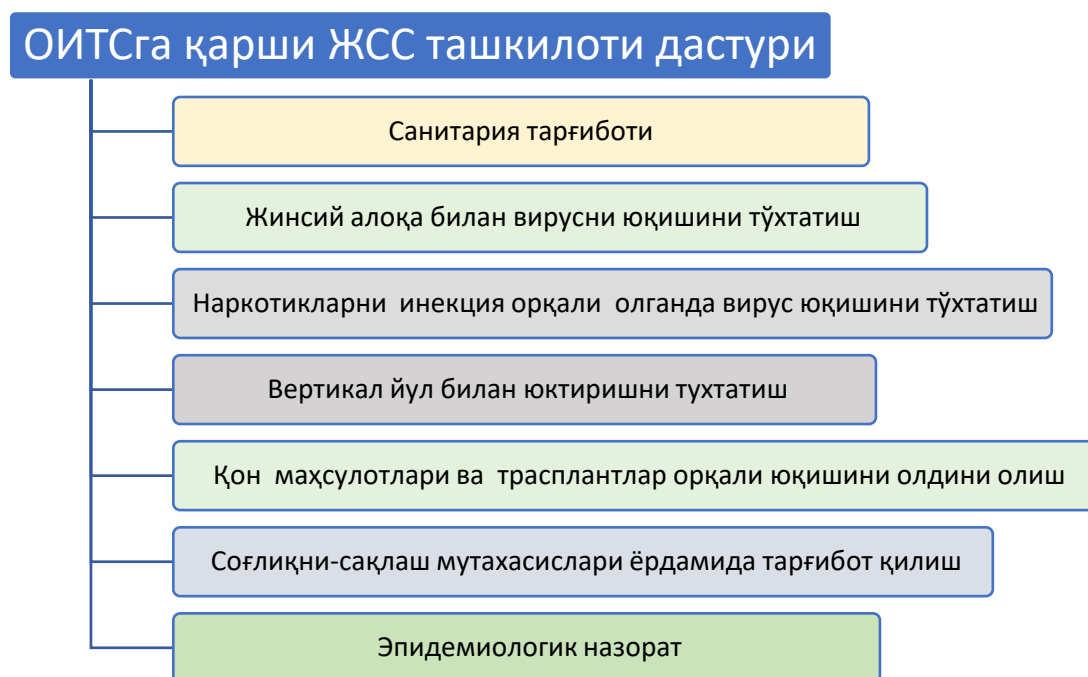 ОИТСга қарши ЖСС ташкилоти дастури
Санитария тарғиботи
Жинсий алоқа билан вирусни юқишини тўхтатиш
Наркотикларни инекция орқали олганда вирус юқишини тўхтатиш
Вертикал йул билан юктиришни тухтатиш
Қон маҳсулотлари ва трасплантлар орқали юқишини олдини олиш
Соғлиқни-сақлаш мутахасислари ёрдамида тарғибот қилиш
Эпидемиологик назорат